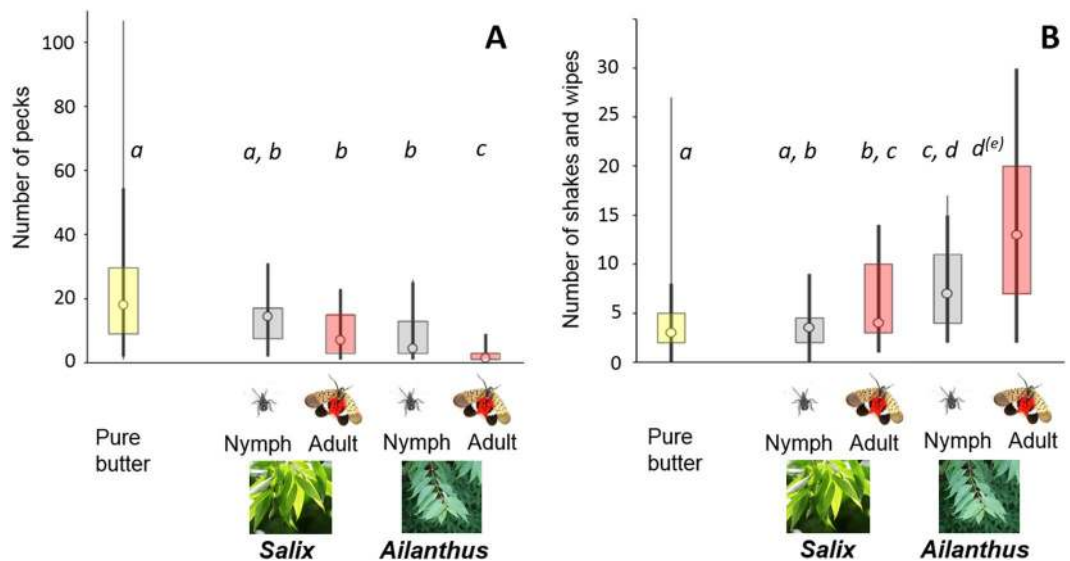 A
Number of pecks
100
80
60
40
20
0
a
a, b
b
b
c
Pure
butter
Nymph Adult
Nymph Adult
Salix
Ailanthus
B
Number of shakes and wipes
30
25
20
15
10
5
0
a
a, b
b, c
c, d
d(e)
Pure
butter
Nymph Adult
Nymph Adult
Salix
Ailanthus